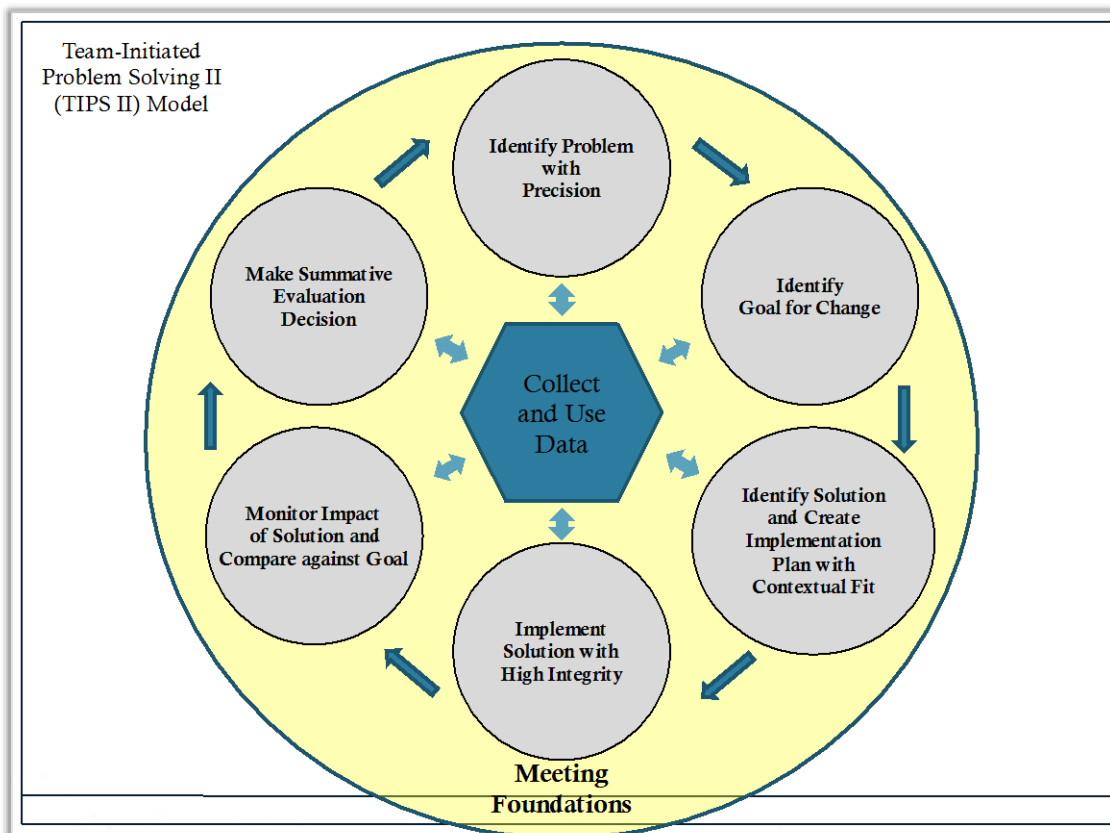 Team-Initiated
Problem Solving II
(TIPS II) Model
Identify Problem
with
Precision
Identify
Goal for Change
Identify Solution
and Create
Implementation
Plan with
Contextual Fit
Implement
Solution with
High Integrity
Monitor Impact
of Solution and
Compare against Goal
Make Summative
Evaluation
Decision
Collect
and Use
Data
Meeting
Foundations